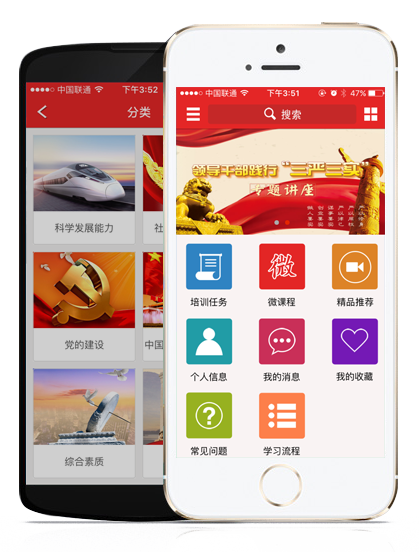 中国联通
下午3:52
分类
科学发展能力
社
党的建设
中国
综合素质
中国联通
下午3:51
47%
搜索
领导干部践行“三严三实”
专题讲座
培训任务
微
微课程
精品推荐
个人信息
我的消息
我的收藏
?
常见问题
学习流程